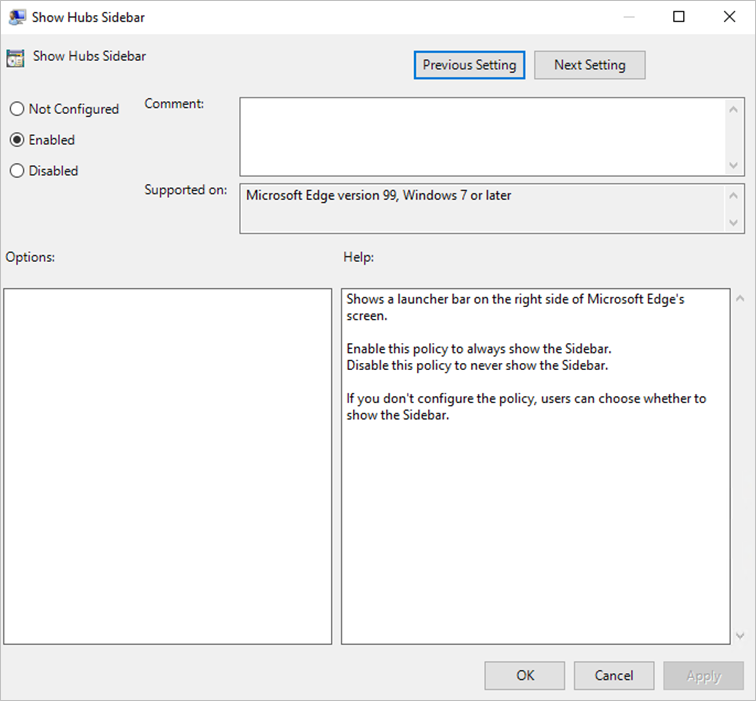 Show Hubs Sidebar
Show Hubs Sidebar
Previous Setting
Next Setting
Not Configured
Comment:
Enabled
Disabled
Supported on:
Microsoft Edge version 99, Windows 7 or later
Options:
Help:
Shows a launcher bar on the right side of Microsoft Edge's
screen.
Enable this policy to always show the Sidebar.
Disable this policy to never show the Sidebar.
If you don't configure the policy, users can choose whether to
show the Sidebar.
OK
Cancel
Apply